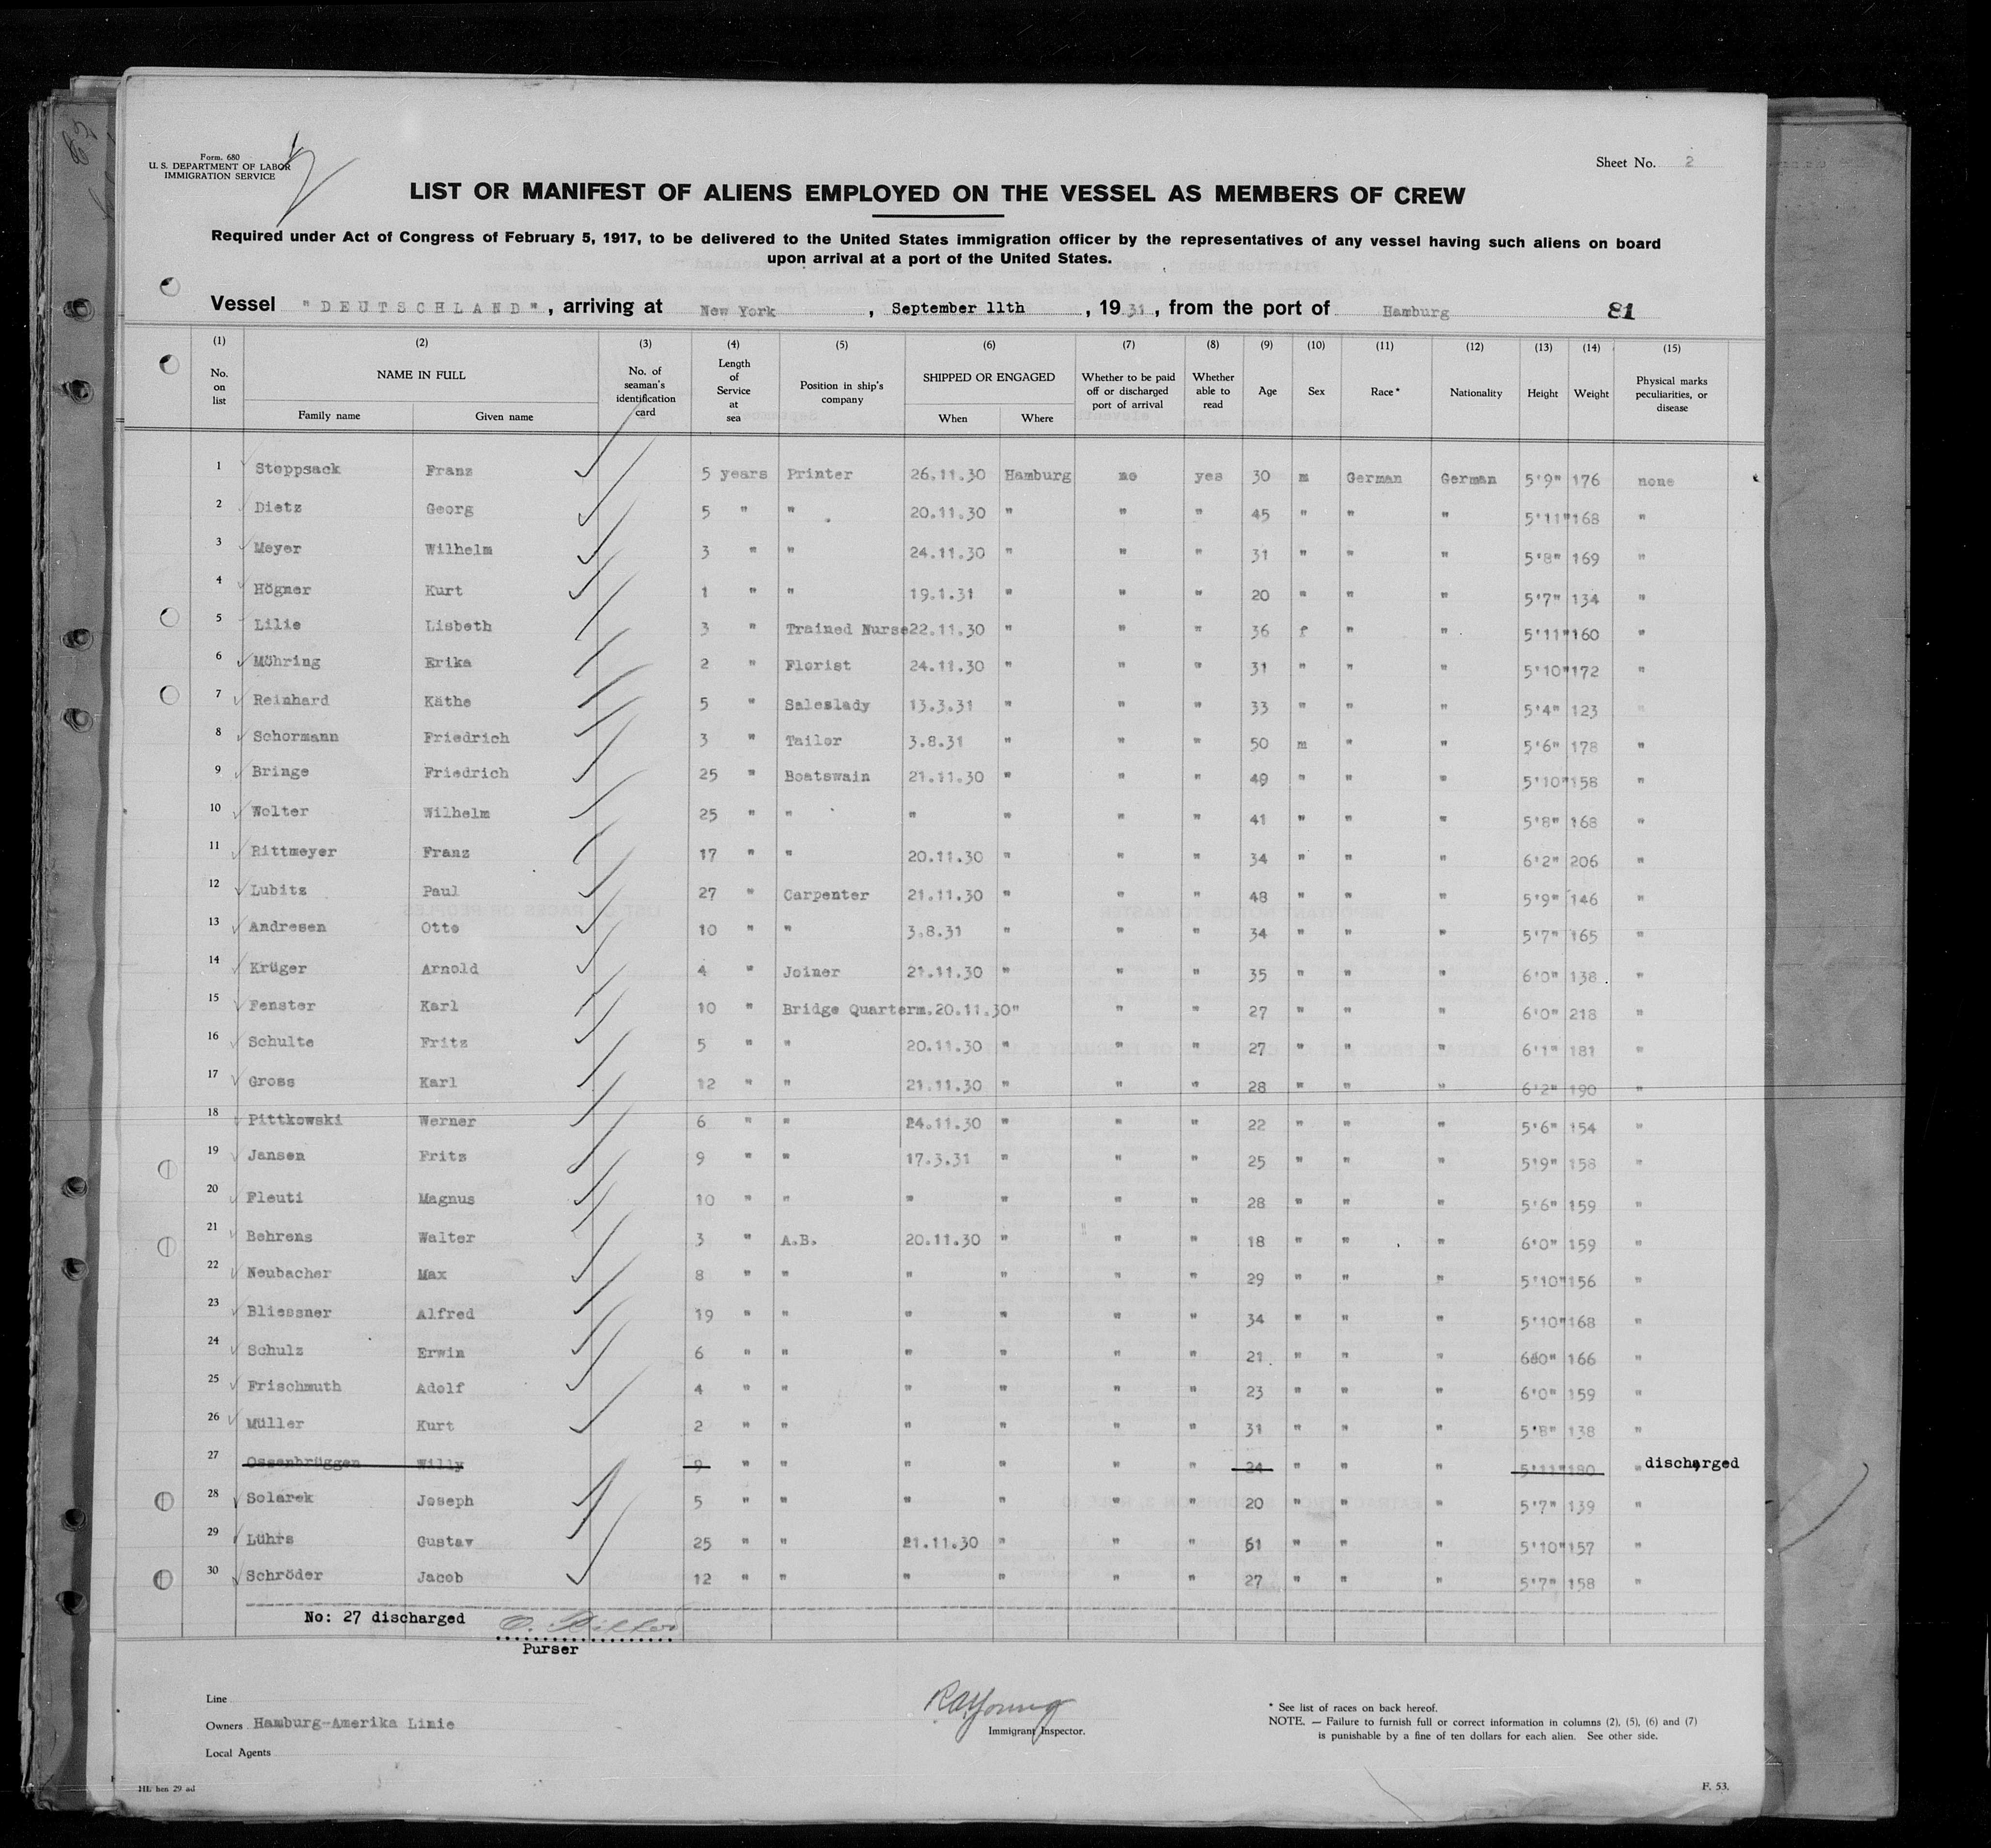 Form. 680
U. S. DEPARTMENT OF LABOR
IMMIGRATION SERVICE
Sheet No. 2
LIST OR MANIFEST OF ALIENS EMPLOYED ON THE VESSEL AS MEMBERS OF CREW
Required under Act of Congress of February 5, 1917, to be delivered to the United States immigration officer by the representatives of any vessel having such aliens on board
upon arrival at a port of the United States.
Vessel "DEUTSCHLAND", arriving at New York, September 11th, 1931, from the port of Hamburg 81
(1) (2) (3) (4) (5) (6) (7) (8) (9) (10) (11) (12) (13) (14) (15)
No. on list NAME IN FULL Family name Given name No. of seaman's identification card Length of Service at sea Position in ship's company SHIPPED OR ENGAGED When Where Whether to be paid off or discharged port of arrival Whether able to read Age Sex Race* Nationality Height Weight Physical marks peculiarities, or disease
1 Steppsack Franz 5 years Printer 26.11.30 Hamburg no yes 30 m German German 5'9" 176 none
2 Dietz Georg 5 " " 20.11.30 " " " 45 " " " 5'11" 168 "
3 Meyer Wilhelm 3 " " 24.11.30 " " " 31 " " " 5'8" 169 "
4 Högner Kurt 1 " " 19.1.31 " " " 20 " " " 5'7" 134 "
5 Lilie Lisbeth 3 " Trained Nurse 22.11.30 " " " 36 f " " 5'11" 160 "
6 Möhring Erika 2 " Florist 24.11.30 " " " 31 " " " 5'10" 172 "
7 Reinhard Käthe 5 " Saleslady 13.3.31 " " " 33 " " " 5'4" 123 "
8 Schormann Friedrich 3 " Tailor 3.8.31 " " " 50 m " " 5'6" 178 "
9 Bringe Friedrich 25 " Boatswain 21.11.30 " " " 49 " " " 5'10" 158 "
10 Wolter Wilhelm 25 " " " " " " 41 " " " 5'8" 168 "
11 Rittmeyer Franz 17 " " 20.11.30 " " " 34 " " " 6'2" 206 "
12 Lubitz Paul 27 " Carpenter 21.11.30 " " " 48 " " " 5'9" 146 "
13 Andresen Otto 10 " " 3.8.31 " " " 34 " " " 5'7" 165 "
14 Krüger Arnold 4 " Joiner 21.11.30 " " " 35 " " " 6'0" 138 "
15 Fenster Karl 10 " Bridge Quarterm. 20.11.30 " " " 27 " " " 6'0" 218 "
16 Schulte Fritz 5 " " 20.11.30 " " " 27 " " " 6'1" 181 "
17 Gross Karl 12 " " 21.11.30 " " " 28 " " " 6'2" 190 "
18 Pittkowski Werner 6 " " 24.11.30 " " " 22 " " " 5'6" 154 "
19 Jansen Fritz 9 " " 17.3.31 " " " 25 " " " 5'9" 158 "
20 Fleuti Magnus 10 " " " " " " 28 " " " 5'6" 159 "
21 Behrens Walter 3 " A.B. 20.11.30 " " " 18 " " " 6'0" 159 "
22 Neubacher Max 8 " " " " " " 29 " " " 5'10" 156 "
23 Bliessner Alfred 19 " " " " " " 34 " " " 5'10" 168 "
24 Schulz Erwin 6 " " " " " " 21 " " " 6'0" 166 "
25 Frischmuth Adolf 4 " " " " " " 23 " " " 6'0" 159 "
26 Müller Kurt 2 " " " " " " 31 " " " 5'8" 138 "
27 Ossenbrüggen Willy 9 " " " " " " 24 " " " 5'11" 180 " discharged
28 Solarek Joseph 5 " " " " " " 20 " " " 5'7" 139 "
29 Lührs Gustav 25 " " 21.11.30 " " " 51 " " " 5'10" 157 "
30 Schröder Jacob 12 " " " " " " 27 " " " 5'7" 158 "
No: 27 discharged
Purser
Line
Owners Hamburg-Amerika Linie
Local Agents
RAYoung
Immigrant Inspector.
* See list of races on back hereof.
NOTE. — Failure to furnish full or correct information in columns (2), (5), (6) and (7)
is punishable by a fine of ten dollars for each alien. See other side.
HL hen 29 ad
F. 53.